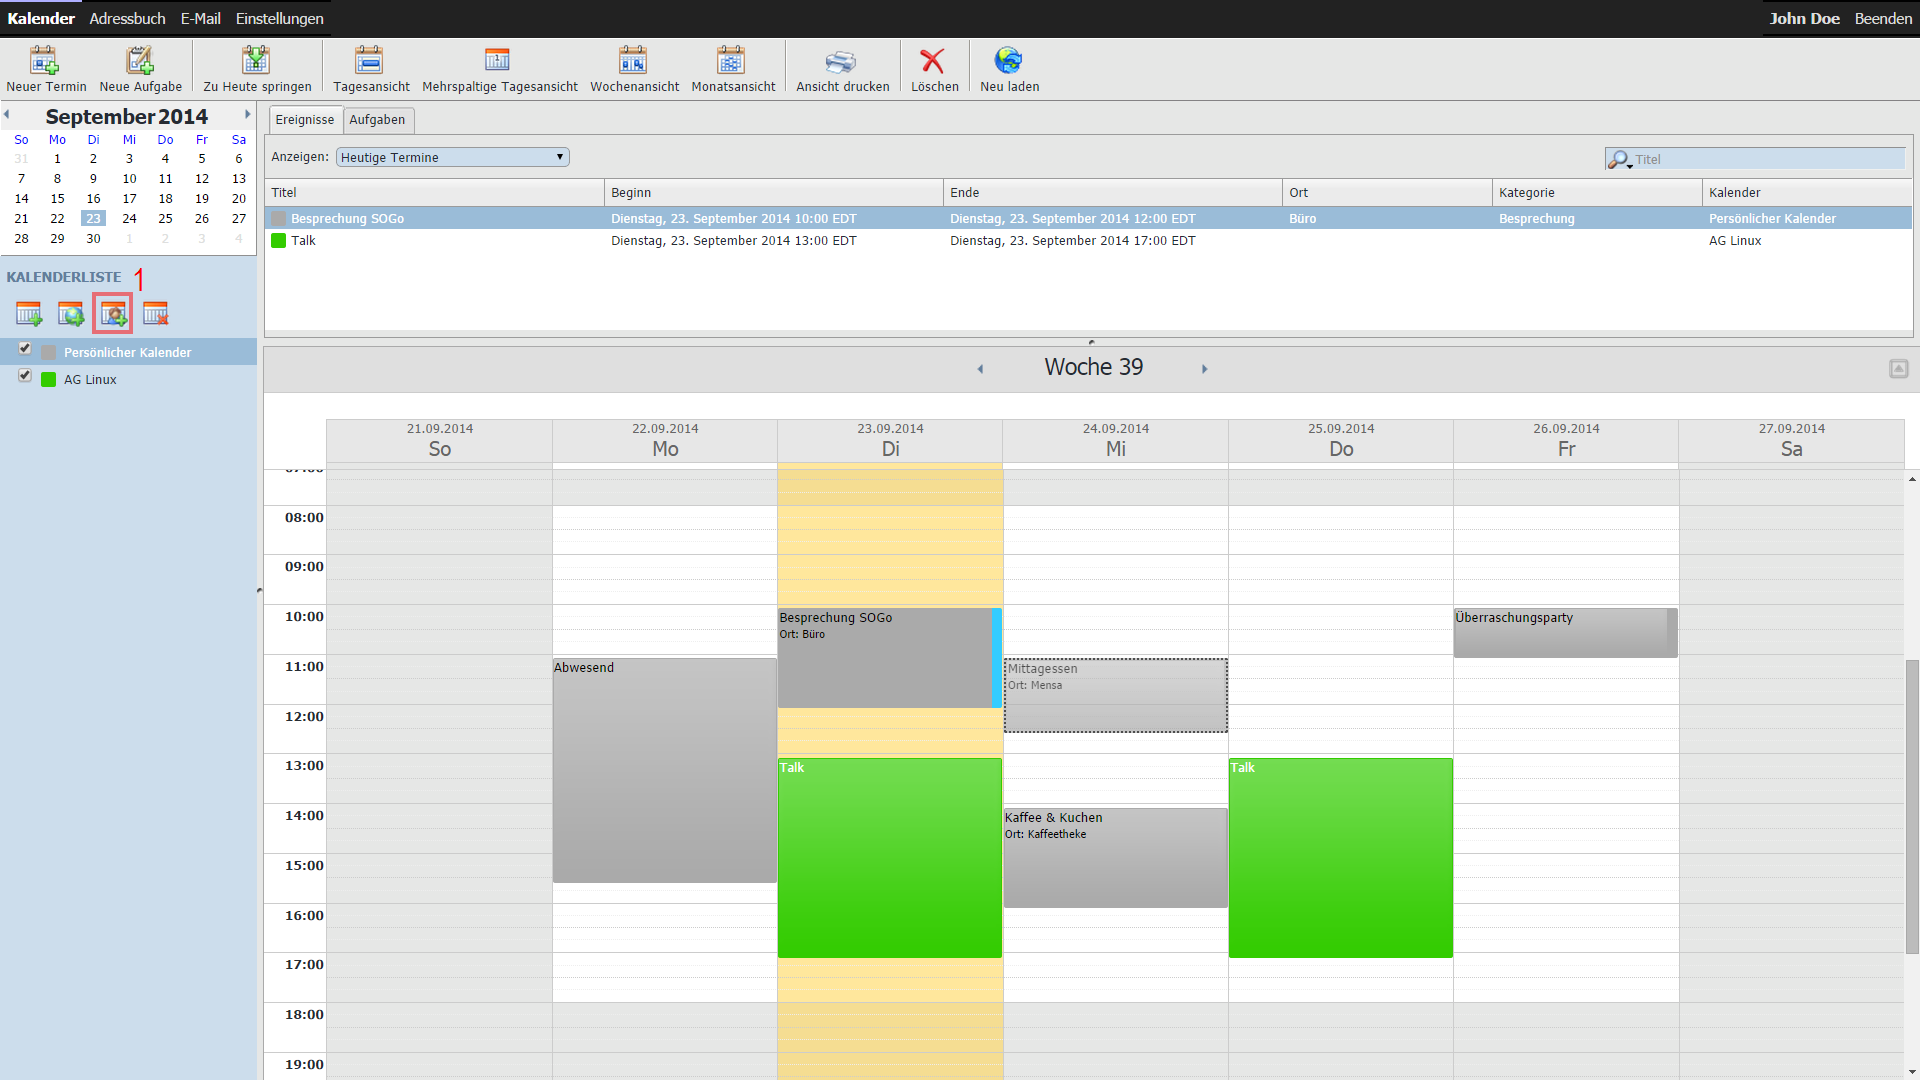 Kalender Adressbuch E-Mail Einstellungen John Doe Beenden
Neuer Termin Neue Aufgabe Zu Heute springen Tagesansicht Mehrspaltige Tagesansicht Wochenansicht Monatsansicht Ansicht drucken Löschen Neu laden
September 2014
So Mo Di Mi Do Fr Sa
31 1 2 3 4 5 6
7 8 9 10 11 12 13
14 15 16 17 18 19 20
21 22 23 24 25 26 27
28 29 30 1 2 3 4
KALENDERLISTE 1
Persönlicher Kalender
AG Linux
Ereignisse Aufgaben
Anzeigen: Heutige Termine Titel
Titel Beginn Ende Ort Kategorie Kalender
Besprechung SOGo Dienstag, 23. September 2014 10:00 EDT Dienstag, 23. September 2014 12:00 EDT Büro Besprechung Persönlicher Kalender
Talk Dienstag, 23. September 2014 13:00 EDT Dienstag, 23. September 2014 17:00 EDT AG Linux
Woche 39
21.09.2014 22.09.2014 23.09.2014 24.09.2014 25.09.2014 26.09.2014 27.09.2014
So Mo Di Mi Do Fr Sa
08:00
09:00
10:00 Besprechung SOGo Überraschungsparty
Ort: Büro
11:00 Abwesend Mittagessen
Ort: Mensa
12:00
13:00 Talk Talk
14:00 Kaffee & Kuchen
Ort: Kaffeetheke
15:00
16:00
17:00
18:00
19:00